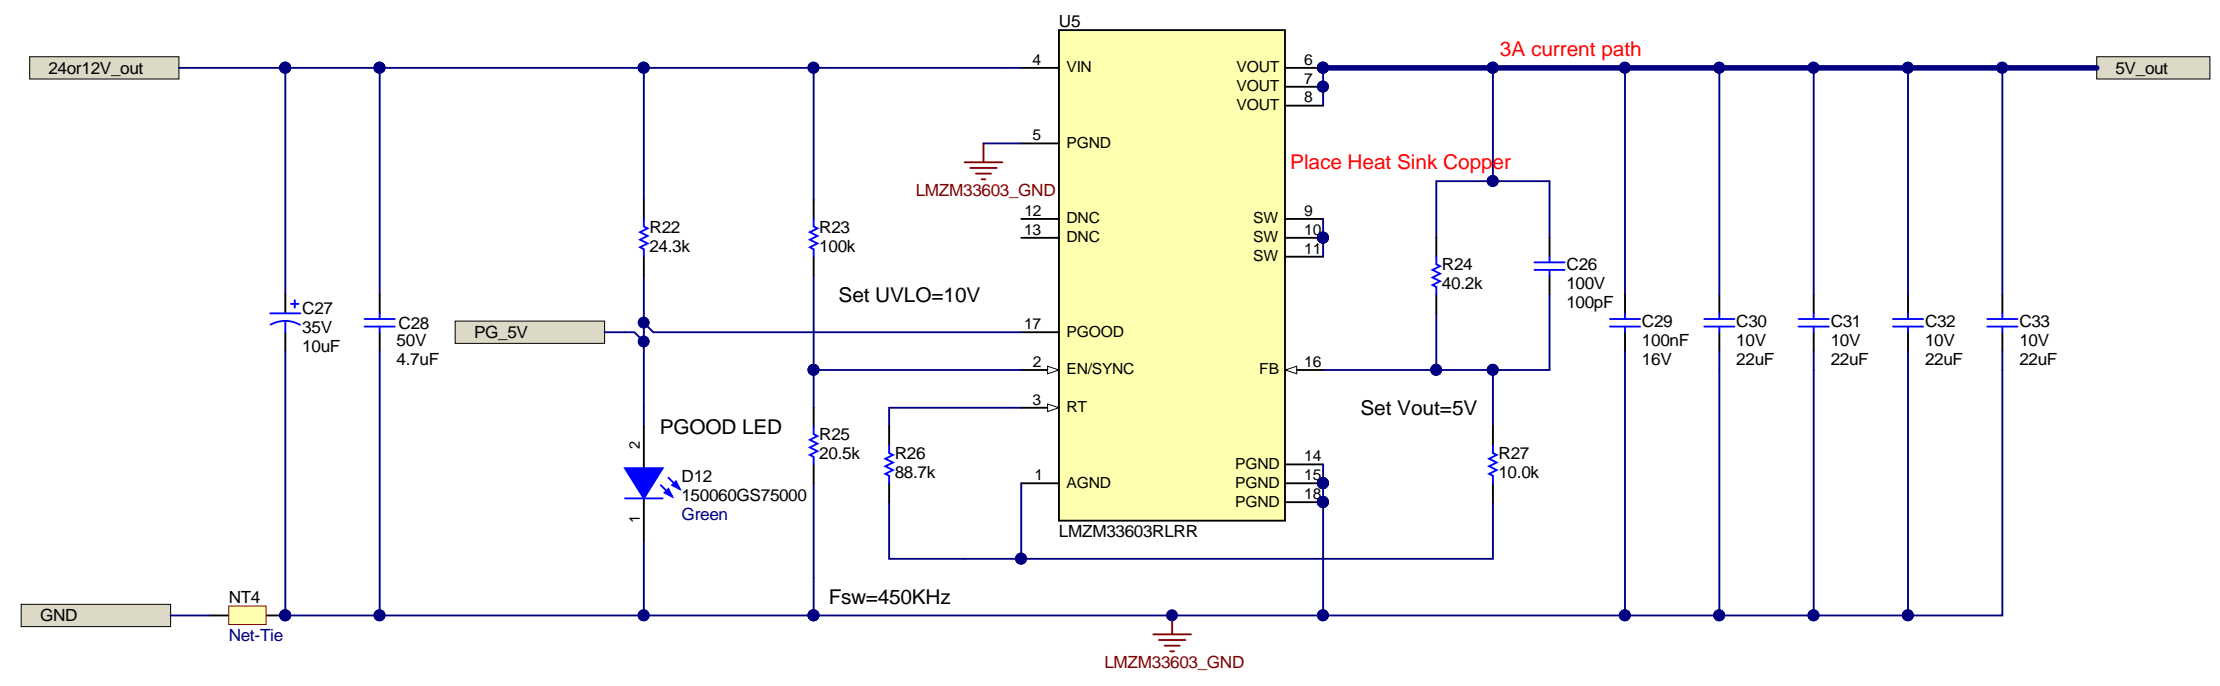 U5
24or12V_out
4
VIN
VOUT
6
VOUT
7
VOUT
8
3A current path
5V_out
5
PGND
LMZM33603_GND
Place Heat Sink Copper
12
DNC
13
DNC
SW
9
SW
10
SW
11
R22
24.3k
R23
100k
R24
40.2k
C26
100V
100pF
Set UVLO=10V
+
C27
35V
10uF
C28
50V
4.7uF
PG_5V
17
PGOOD
2
EN/SYNC
FB
16
3
RT
C29
100nF
16V
C30
10V
22uF
C31
10V
22uF
C32
10V
22uF
C33
10V
22uF
Set Vout=5V
PGOOD LED
2
D12
150060GS75000
Green
1
R25
20.5k
R26
88.7k
1
AGND
PGND
14
PGND
15
PGND
18
R27
10.0k
LMZM33603RLRR
Fsw=450KHz
GND
NT4
Net-Tie
LMZM33603_GND